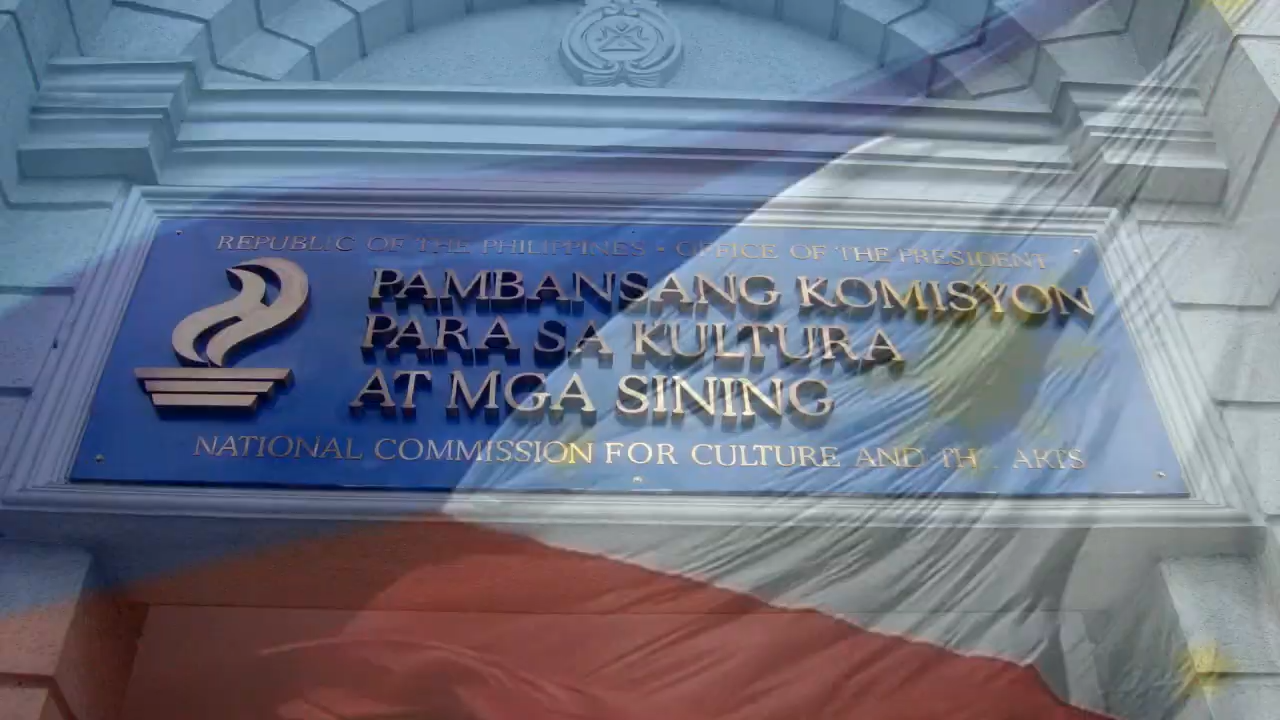 REPUBLIC OF THE PHILIPPINES • OFFICE OF THE PRESIDENT
PAMBANSANG KOMISYON
PARA SA KULTURA
AT MGA SINING
NATIONAL COMMISSION FOR CULTURE AND THE ARTS